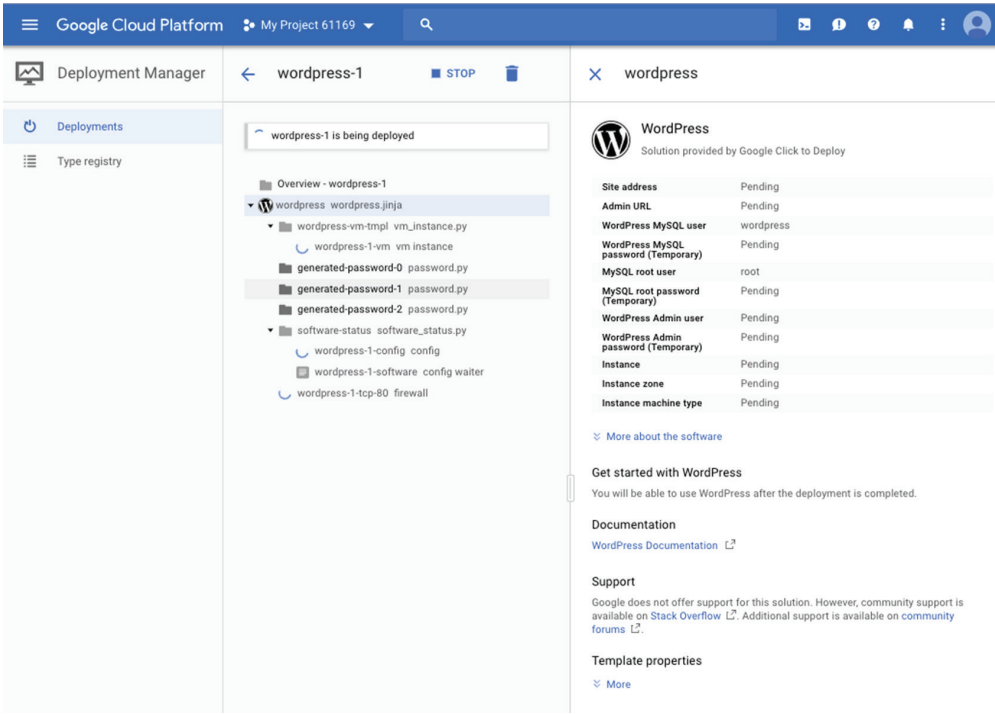 Google Cloud Platform My Project 61169
Deployment Manager
Deployments
Type registry
wordpress-1 STOP
wordpress-1 is being deployed
Overview - wordpress-1
wordpress wordpress.jinja
wordpress-vm-tmpl vm_instance.py
wordpress-1-vm vm instance
generated-password-0 password.py
generated-password-1 password.py
generated-password-2 password.py
software-status software_status.py
wordpress-1-config config
wordpress-1-software config waiter
wordpress-1-tcp-80 firewall
wordpress
WordPress
Solution provided by Google Click to Deploy
Site address Pending
Admin URL Pending
WordPress MySQL user wordpress
WordPress MySQL Pending
password (Temporary)
MySQL root user root
MySQL root password Pending
(Temporary)
WordPress Admin user Pending
WordPress Admin Pending
password (Temporary)
Instance Pending
Instance zone Pending
Instance machine type Pending
More about the software
Get started with WordPress
You will be able to use WordPress after the deployment is completed.
Documentation
WordPress Documentation
Support
Google does not offer support for this solution. However, community support is
available on Stack Overflow . Additional support is available on community
forums .
Template properties
More